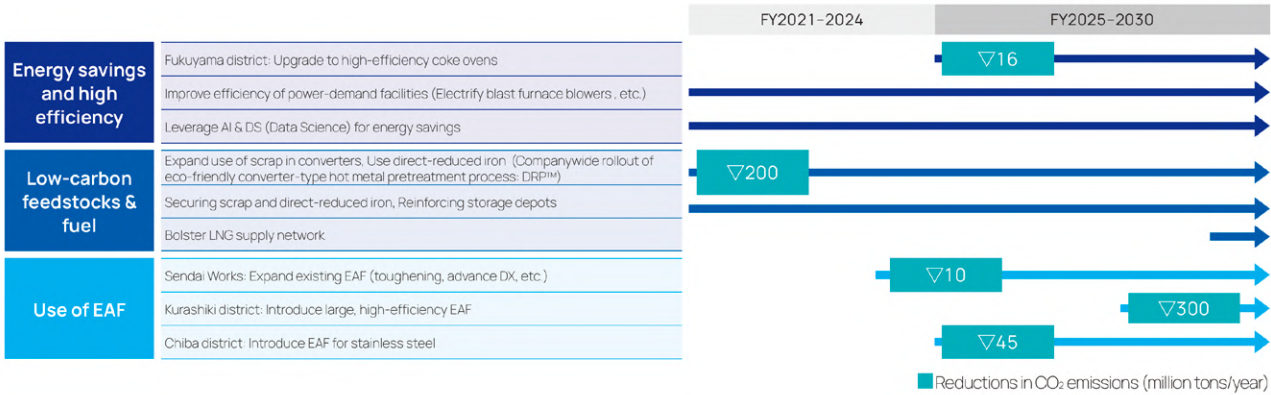 FY2021-2024
FY2025-2030
Energy savings
and high
efficiency
Fukuyama district: Upgrade to high-efficiency coke ovens
▽16
Improve efficiency of power-demand facilities (Electrify blast furnace blowers , etc.)
Leverage AI & DS (Data Science) for energy savings
Low-carbon
feedstocks &
fuel
Expand use of scrap in converters, Use direct-reduced iron (Companywide rollout of
eco-friendly converter-type hot metal pretreatment process: DRP™)
▽200
Securing scrap and direct-reduced iron, Reinforcing storage depots
Bolster LNG supply network
Use of EAF
Sendai Works: Expand existing EAF (toughening, advance DX, etc.)
▽10
Kurashiki district: Introduce large, high-efficiency EAF
▽300
Chiba district: Introduce EAF for stainless steel
▽45
Reductions in CO₂ emissions (million tons/year)